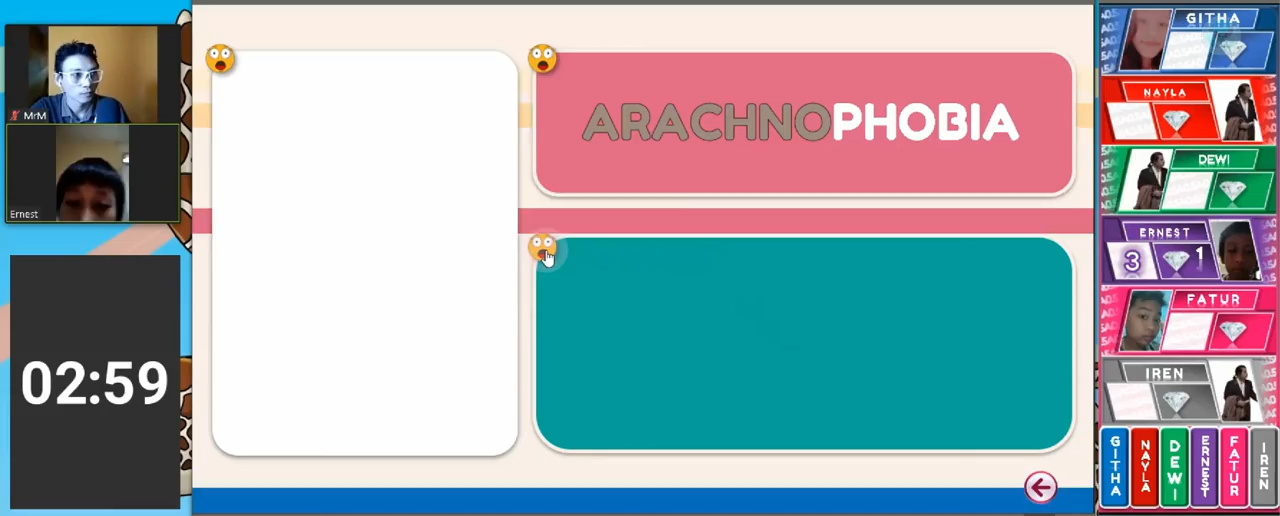 MrM
Ernest
02:59
ARACHNOPHOBIA
GITHA
NAYLA
DEWI
ERNEST
3
1
FATUR
IREN
GITHA
NAYLA
DEWI
ERNEST
FATUR
IREN